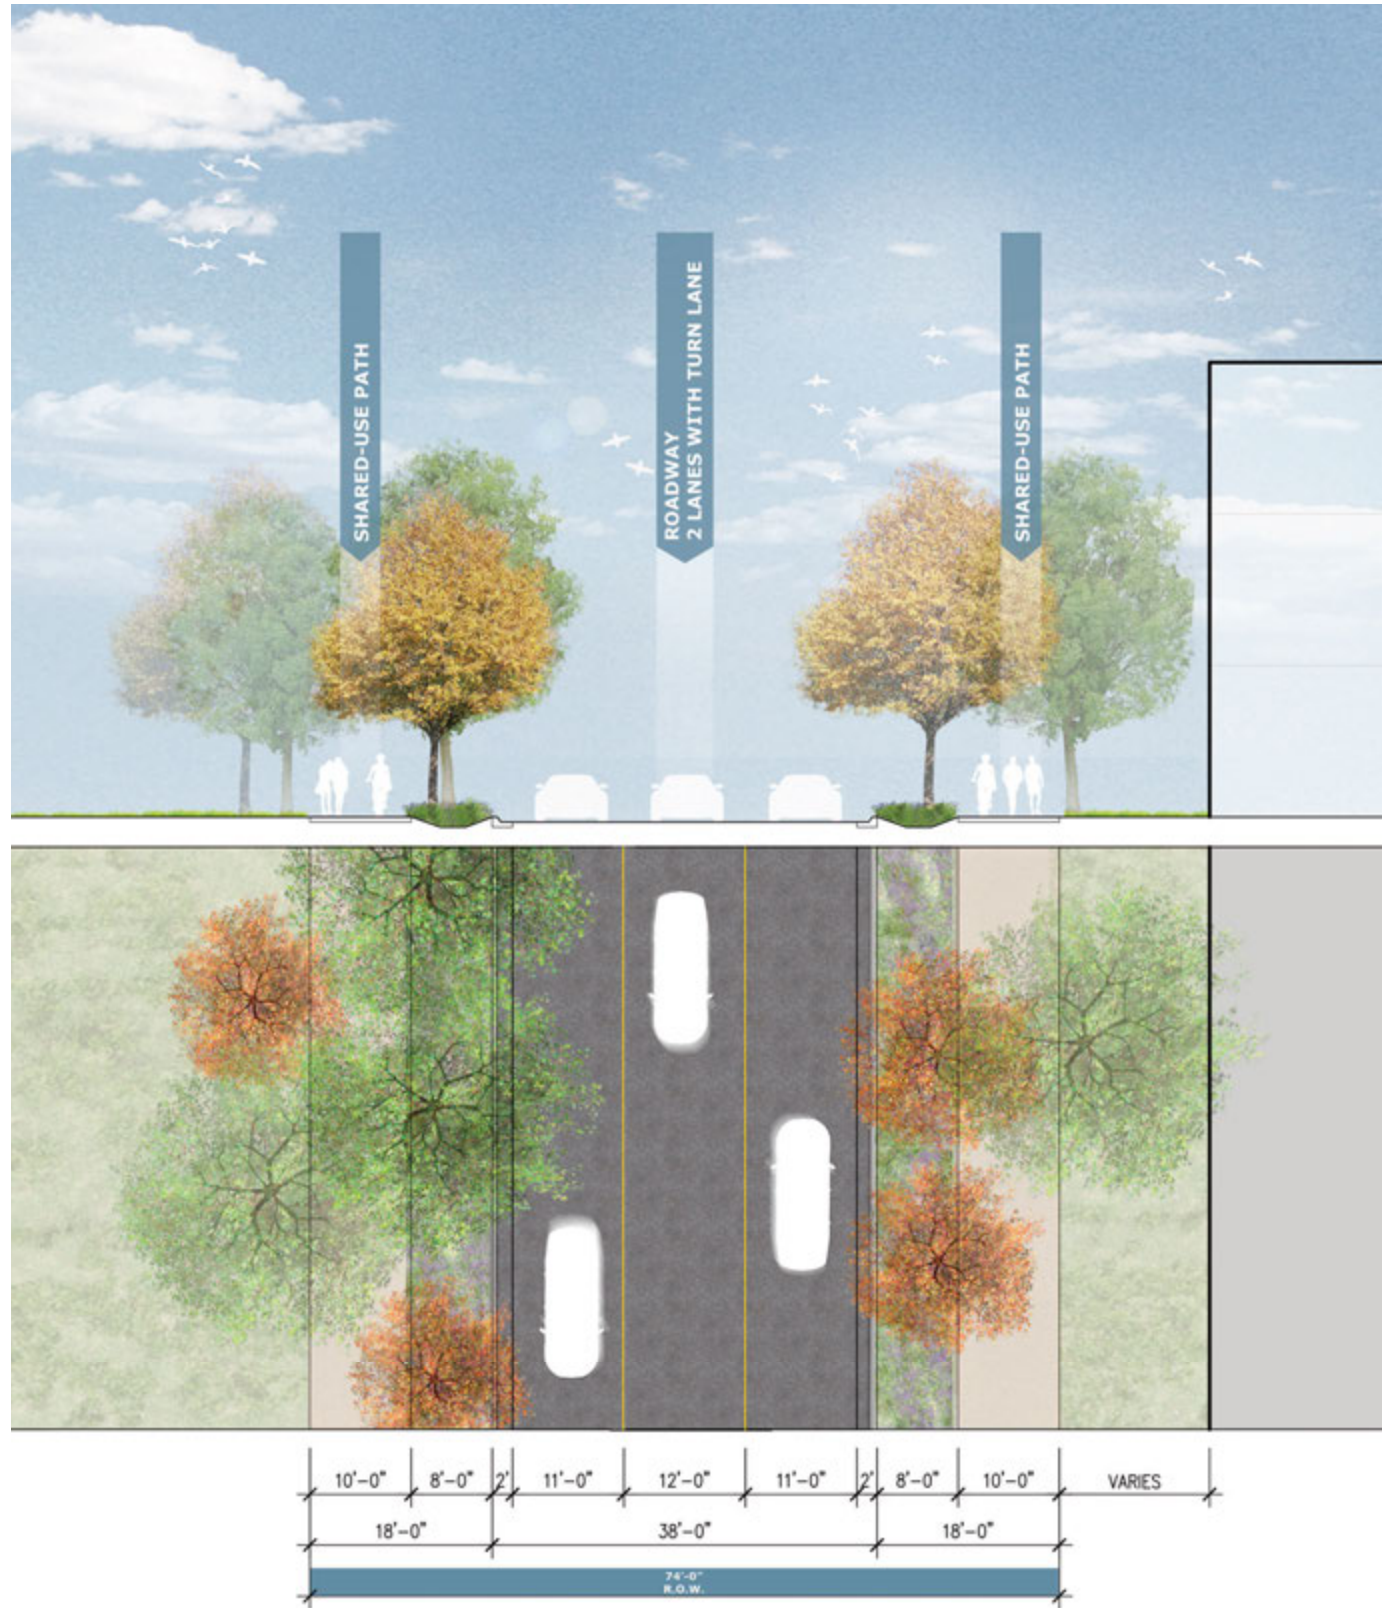 SHARED-USE PATH
ROADWAY
2 LANES WITH TURN LANE
SHARED-USE PATH
10'-0" 8'-0" 2' 11'-0" 12'-0" 11'-0" 2' 8'-0" 10'-0" VARIES
18'-0" 38'-0" 18'-0"
74'-0"
R.O.W.